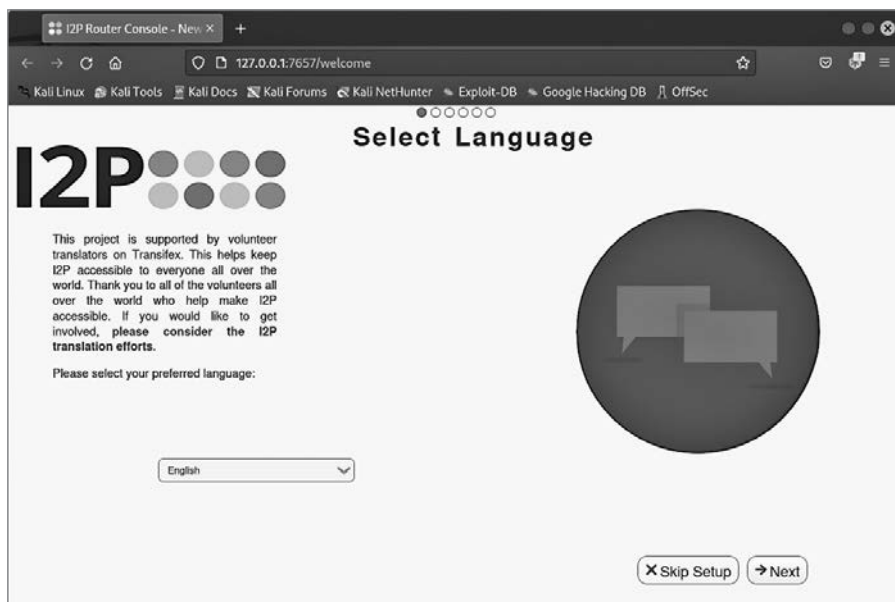 I2P Router Console - New
127.0.0.1:7657/welcome
Kali Linux Kali Tools Kali Docs Kali Forums Kali NetHunter Exploit-DB Google Hacking DB OffSec
Select Language
I2P
This project is supported by volunteer
translators on Transifex. This helps keep
I2P accessible to everyone all over the
world. Thank you to all of the volunteers all
over the world who help make I2P
accessible. If you would like to get
involved, please consider the I2P
translation efforts.
Please select your preferred language:
English
Skip Setup Next